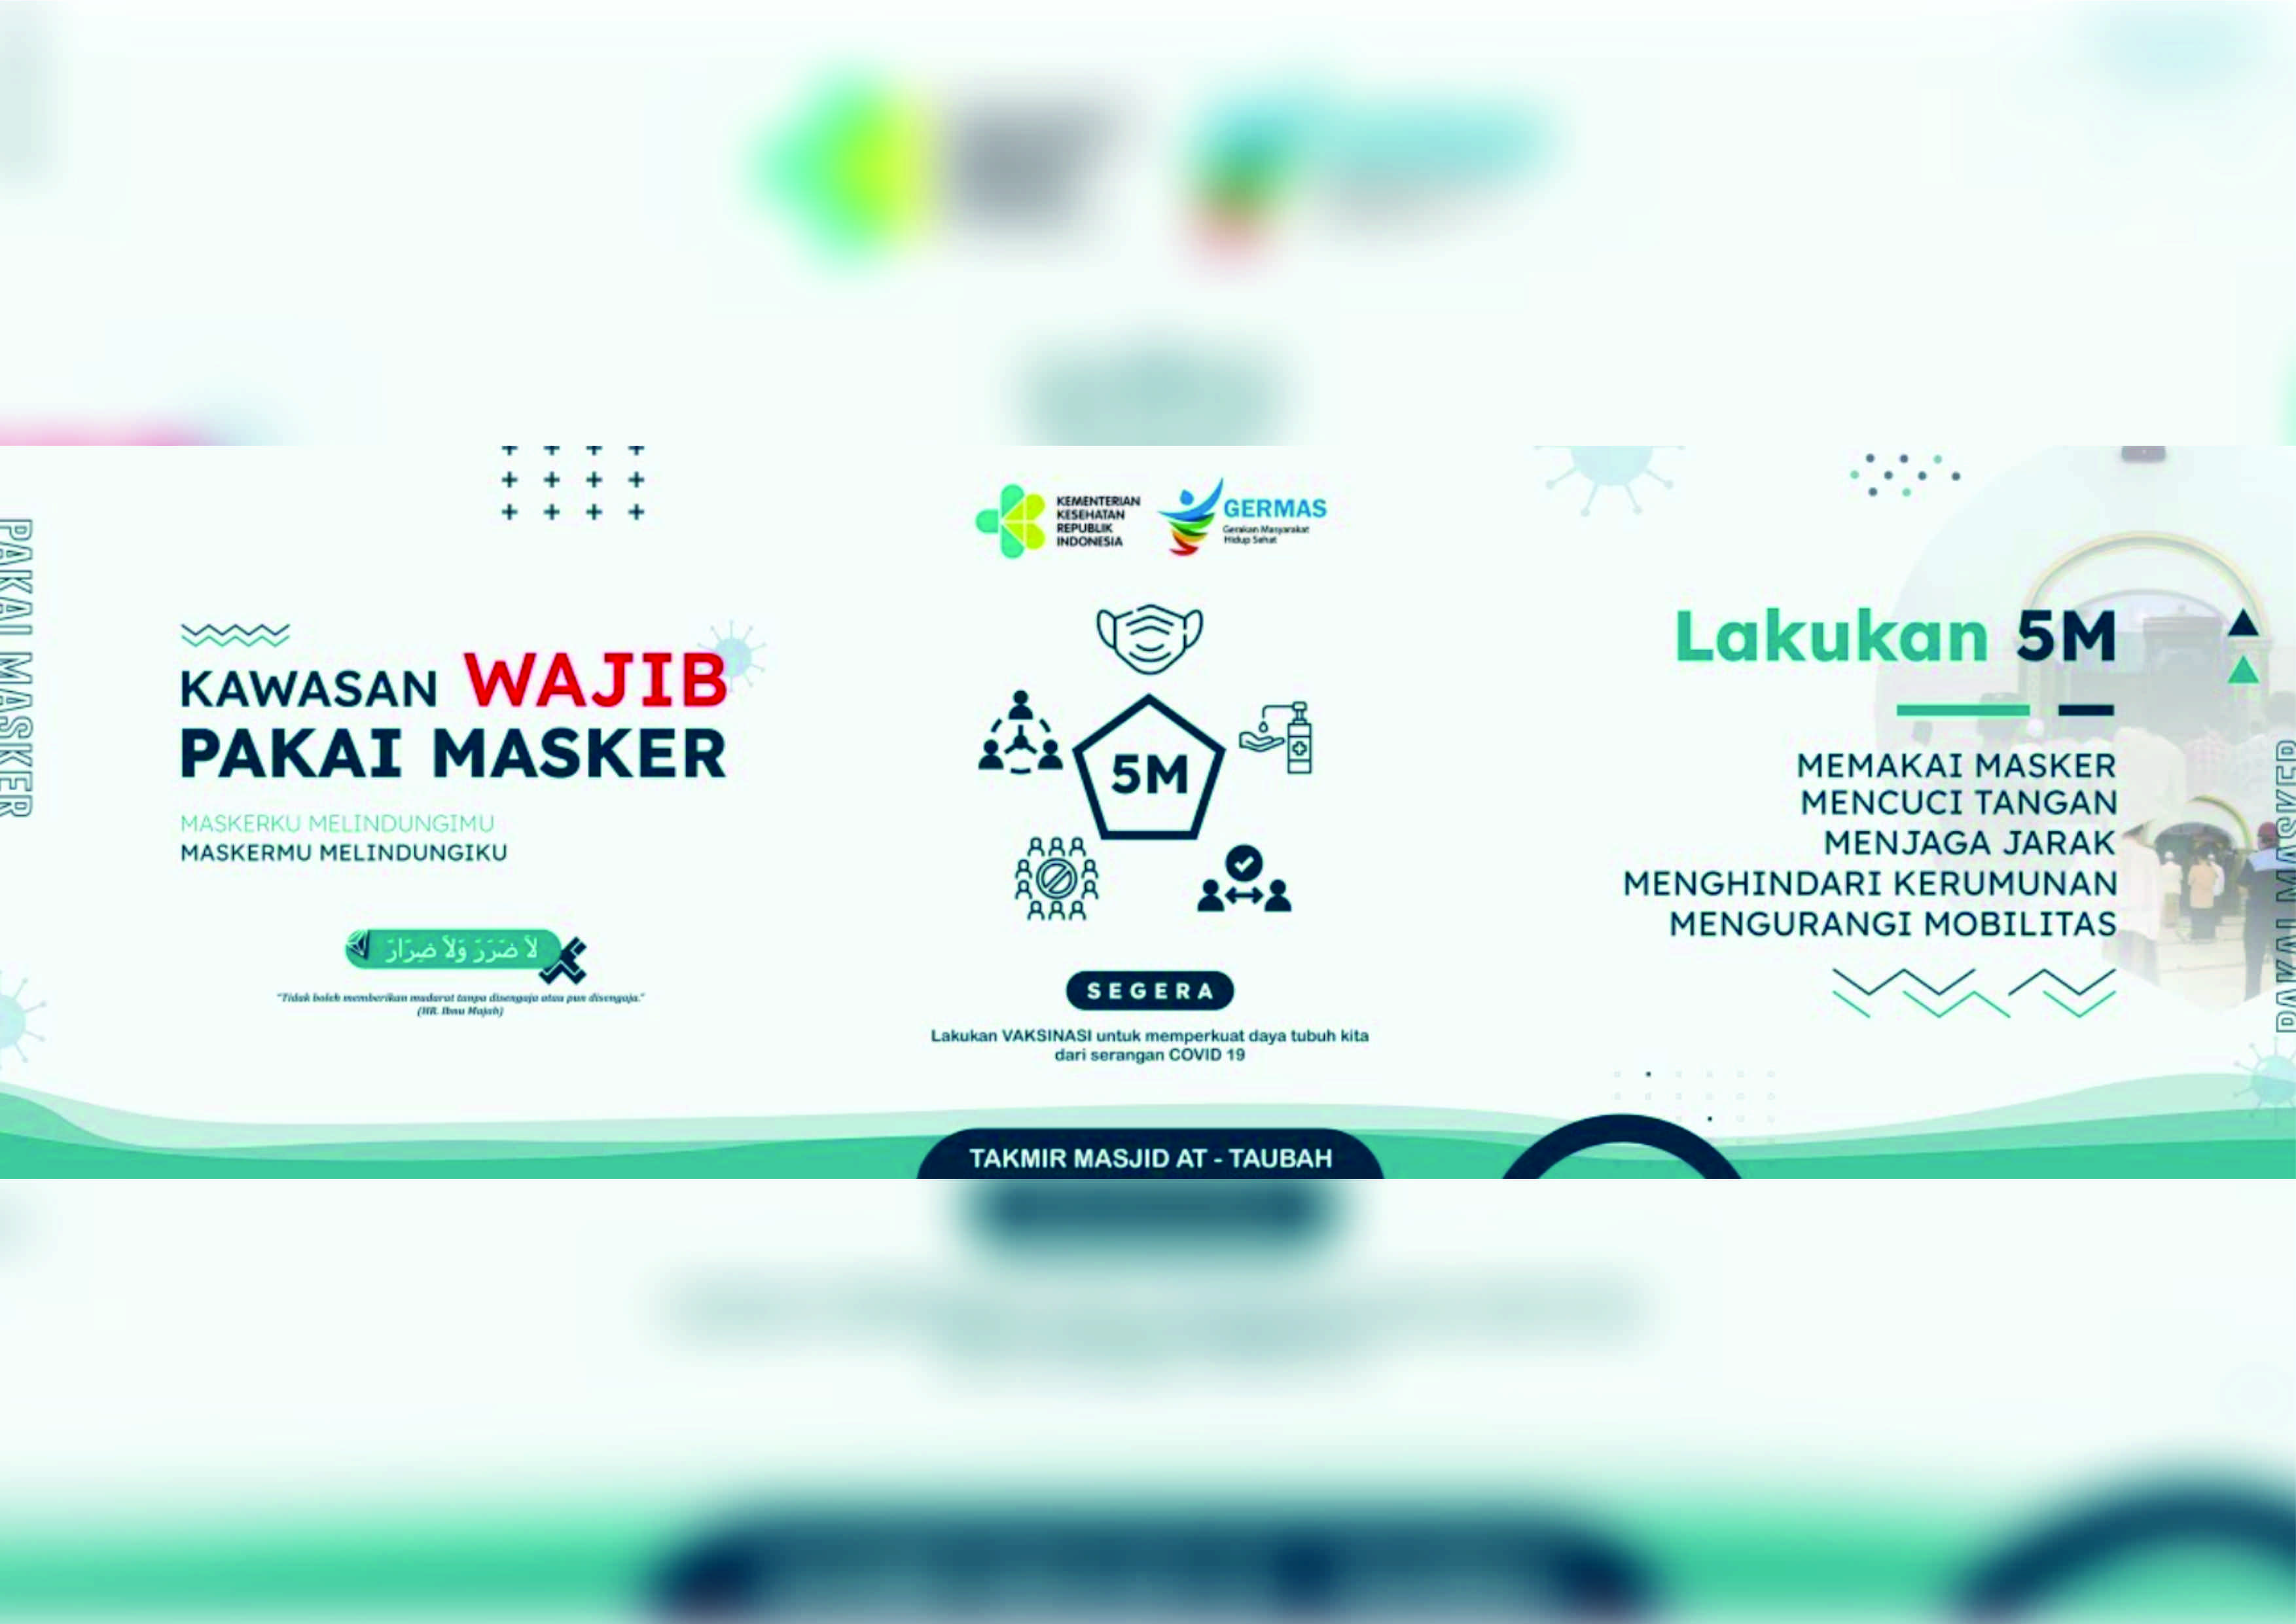 PAKAI MASKER
KAWASAN WAJIB
PAKAI MASKER
MASKERKU MELINDUNGIMU
MASKERMU MELINDUNGIKU
لاَ ضَرَرَ وَلاَ ضِرَارَ
"Tidak boleh memberikan mudarat tanpa disengaja atau pun disengaja."
(HR. Ibnu Majah)
KEMENTERIAN
KESEHATAN
REPUBLIK
INDONESIA
GERMAS
Gerakan Masyarakat
Hidup Sehat
5M
SEGERA
Lakukan VAKSINASI untuk memperkuat daya tubuh kita
dari serangan COVID 19
TAKMIR MASJID AT - TAUBAH
Lakukan 5M
MEMAKAI MASKER
MENCUCI TANGAN
MENJAGA JARAK
MENGHINDARI KERUMUNAN
MENGURANGI MOBILITAS
PAKAI MASKER